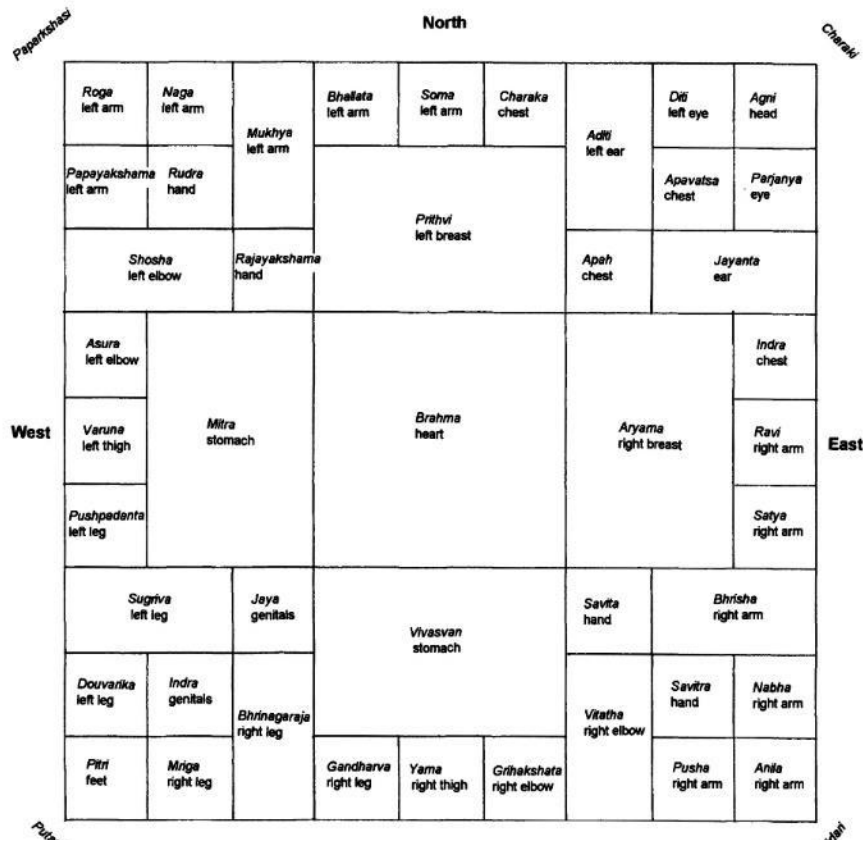 North
Paparkshasi
Charaki
Roga
left arm
Naga
left arm
Mukhya
left arm
Bhallata
left arm
Soma
left arm
Charaka
chest
Aditi
left ear
Diti
left eye
Agni
head
Papayakshama
left arm
Rudra
hand
Prithvi
left breast
Apavatsa
chest
Parjanya
eye
Shosha
left elbow
Rajayakshama
hand
Apah
chest
Jayanta
ear
West
Asura
left elbow
Mitra
stomach
Brahma
heart
Aryama
right breast
Indra
chest
East
Varuna
left thigh
Ravi
right arm
Pushpadanta
left leg
Satya
right arm
Sugriva
left leg
Jaya
genitals
Vivasvan
stomach
Savita
hand
Bhrisha
right arm
Douvarika
left leg
Indra
genitals
Bhrinagaraja
right leg
Vitatha
right elbow
Savitra
hand
Nabha
right arm
Pitri
feet
Mriga
right leg
Gandharva
right leg
Yama
right thigh
Grihakshata
right elbow
Pusha
right arm
Anila
right arm